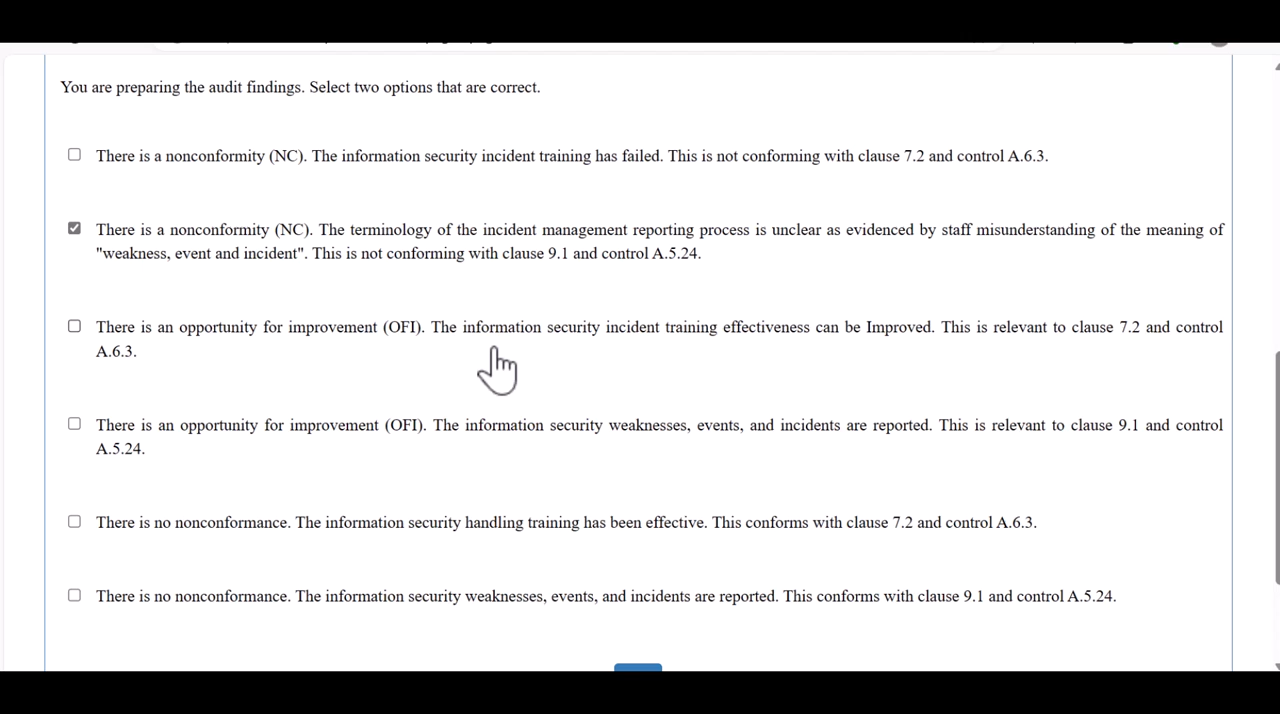 You are preparing the audit findings. Select two options that are correct.
There is a nonconformity (NC). The information security incident training has failed. This is not conforming with clause 7.2 and control A.6.3.
There is a nonconformity (NC). The terminology of the incident management reporting process is unclear as evidenced by staff misunderstanding of the meaning of
"weakness, event and incident". This is not conforming with clause 9.1 and control A.5.24.
There is an opportunity for improvement (OFI). The information security incident training effectiveness can be Improved. This is relevant to clause 7.2 and control
A.6.3.
There is an opportunity for improvement (OFI). The information security weaknesses, events, and incidents are reported. This is relevant to clause 9.1 and control
A.5.24.
There is no nonconformance. The information security handling training has been effective. This conforms with clause 7.2 and control A.6.3.
There is no nonconformance. The information security weaknesses, events, and incidents are reported. This conforms with clause 9.1 and control A.5.24.